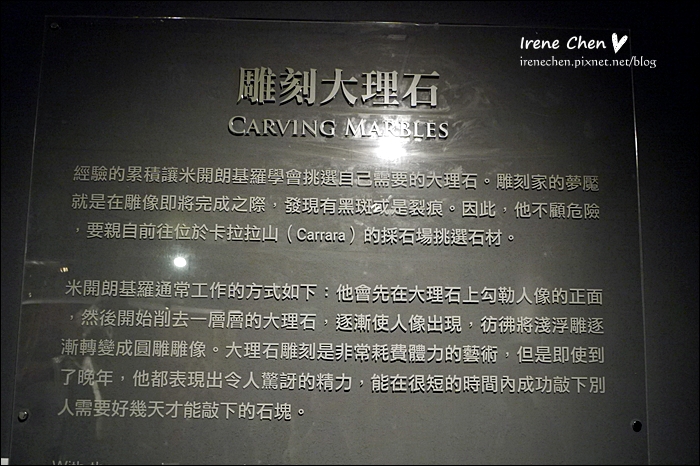 Irene Chen
irenechen.pixnet.net/blog
雕刻大理石
CARVING MARBLES
經驗的累積讓米開朗基羅學會挑選自己需要的大理石。雕刻家的夢魘
就是在雕像即將完成之際，發現有黑斑或是裂痕。因此，他不顧危險
，要親自前往位於卡拉拉山（Carrara）的採石場挑選石材。
米開朗基羅通常工作的方式如下：他會先在大理石上勾勒人像的正面
，然後開始削去一層層的大理石，逐漸使人像出現，彷彿將淺浮雕逐
漸轉變成圓雕雕像。大理石雕刻是非常耗費體力的藝術，但是即使到
了晚年，他都表現出令人驚訝的精力，能在很短的時間內成功敲下別
人需要好幾天才能敲下的石塊。